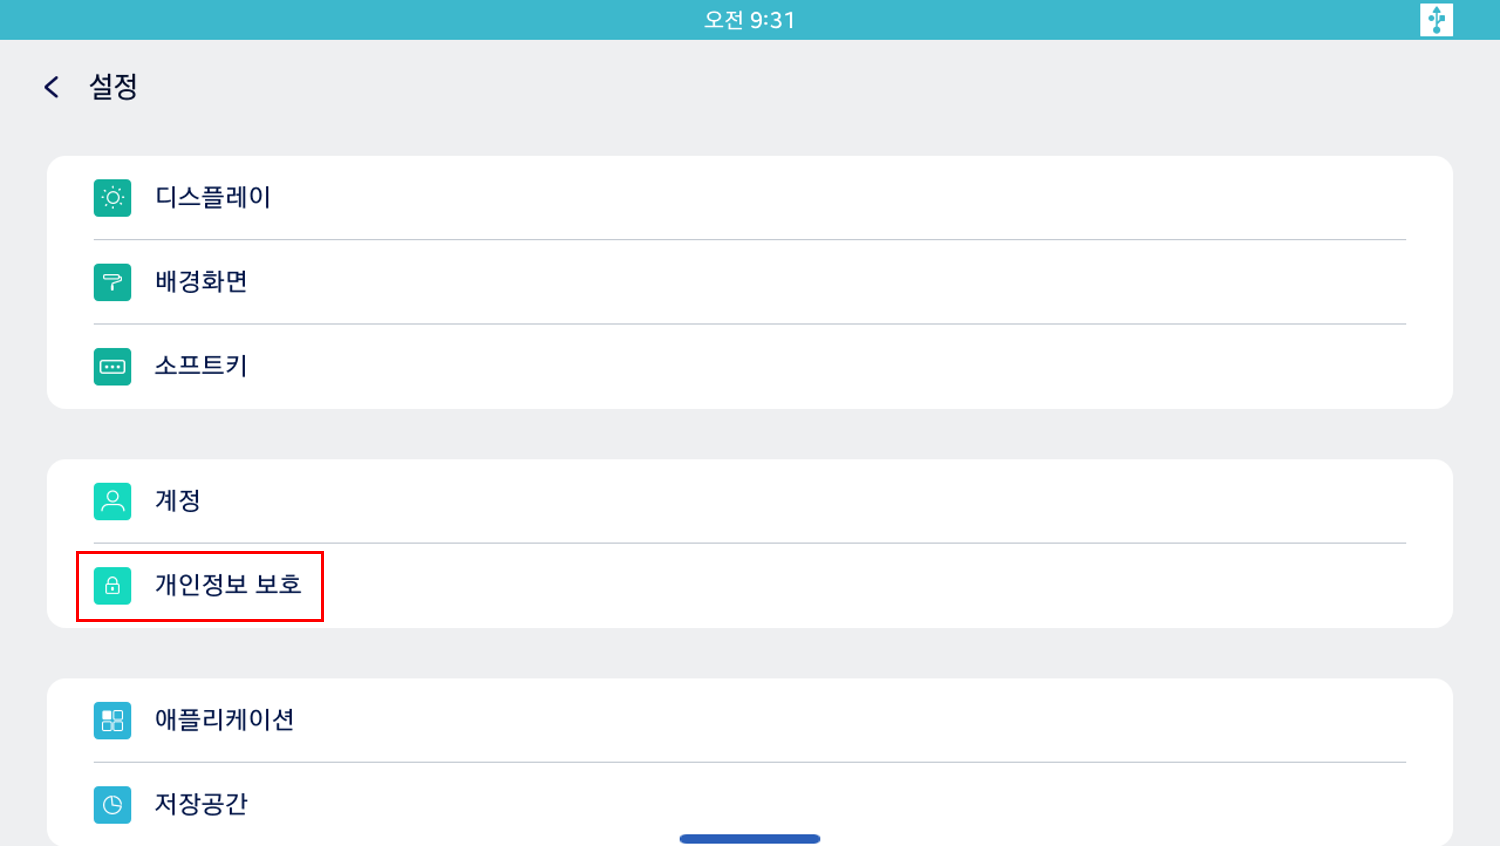 오전 9:31
설정
디스플레이
배경화면
소프트키
계정
개인정보 보호
애플리케이션
저장공간